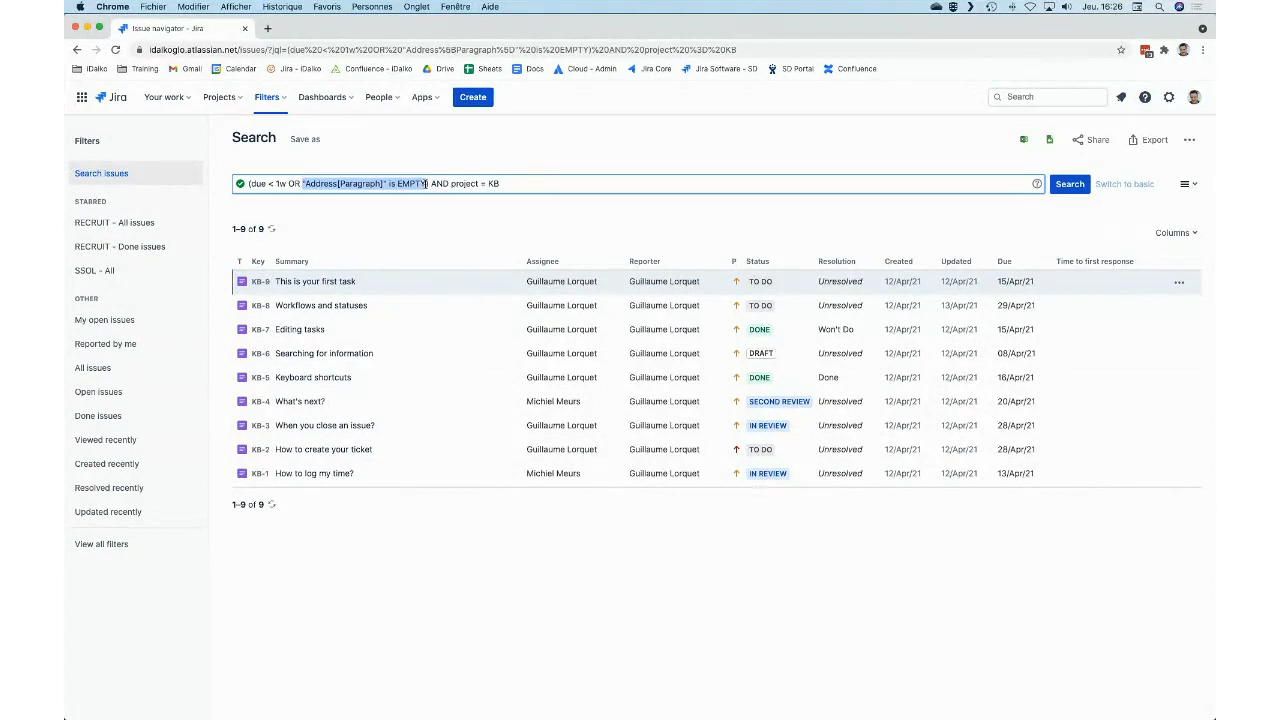 Chrome Fichier Modifier Afficher Historique Favoris Personnes Onglet Fenêtre Aide Jeu. 16:26
Issue navigator - Jira
idalkoglo.atlassian.net/issues/?jql=(due%20<%201w%20OR%20"Address%5BParagraph%5D"%20is%20EMPTY)%20AND%20project%20%3D%20KB
iDalko Training Gmail Calendar Jira - iDalko Confluence - iDalko Drive Sheets Docs Cloud - Admin Jira Core Jira Software - SD SD Portal Confluence
Jira Your work Projects Filters Dashboards People Apps Create Search
Filters
Search issues
STARRED
RECRUIT - All issues
RECRUIT - Done issues
SSOL - All
OTHER
My open issues
Reported by me
All issues
Open issues
Done issues
Viewed recently
Created recently
Resolved recently
Updated recently
View all filters
Search Save as Share Export
(due < 1w OR "Address[Paragraph]" is EMPTY) AND project = KB Search Switch to basic
1–9 of 9
Columns
T Key Summary Assignee Reporter P Status Resolution Created Updated Due Time to first response
KB-9 This is your first task Guillaume Lorquet Guillaume Lorquet TO DO Unresolved 12/Apr/21 12/Apr/21 15/Apr/21
KB-8 Workflows and statuses Guillaume Lorquet Guillaume Lorquet TO DO Unresolved 12/Apr/21 13/Apr/21 29/Apr/21
KB-7 Editing tasks Guillaume Lorquet Guillaume Lorquet DONE Won't Do 12/Apr/21 12/Apr/21 15/Apr/21
KB-6 Searching for information Guillaume Lorquet Guillaume Lorquet DRAFT Unresolved 12/Apr/21 12/Apr/21 08/Apr/21
KB-5 Keyboard shortcuts Guillaume Lorquet Guillaume Lorquet DONE Done 12/Apr/21 12/Apr/21 16/Apr/21
KB-4 What's next? Michiel Meurs Guillaume Lorquet SECOND REVIEW Unresolved 12/Apr/21 12/Apr/21 20/Apr/21
KB-3 When you close an issue? Guillaume Lorquet Guillaume Lorquet IN REVIEW Unresolved 12/Apr/21 12/Apr/21 28/Apr/21
KB-2 How to create your ticket Guillaume Lorquet Guillaume Lorquet TO DO Unresolved 12/Apr/21 12/Apr/21 28/Apr/21
KB-1 How to log my time? Michiel Meurs Guillaume Lorquet IN REVIEW Unresolved 12/Apr/21 12/Apr/21 13/Apr/21
1–9 of 9